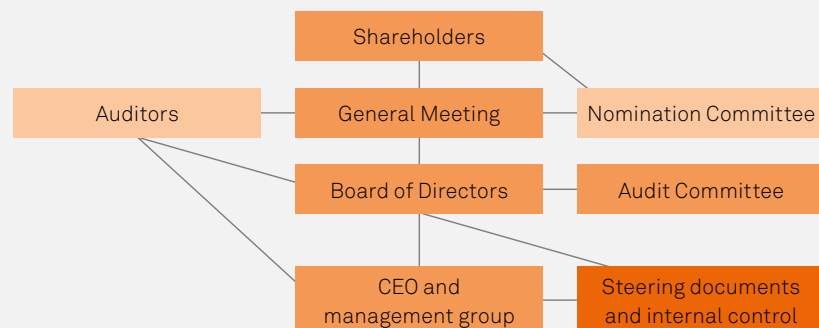 Shareholders
Auditors
General Meeting
Nomination Committee
Board of Directors
Audit Committee
CEO and
management group
Steering documents
and internal control